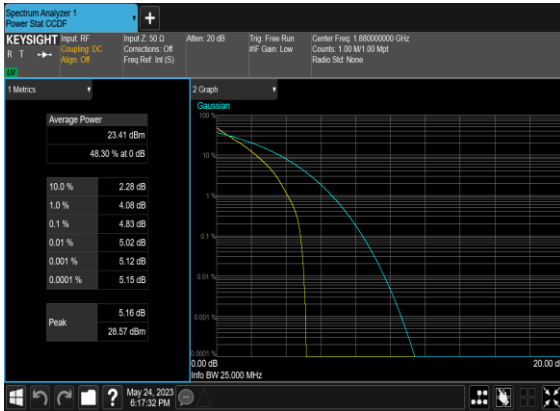 Spectrum Analyzer 1
Power Stat CCDF
+
KEYSIGHT
R T
LXI
Input: RF
Coupling: DC
Align: Off
Input Z: 50 Ω
Corrections: Off
Freq Ref: Int (S)
Atten: 20 dB
Trig: Free Run
#IF Gain: Low
Center Freq: 1.880000000 GHz
Counts: 1.00 M/1.00 Mpt
Radio Std: None
1 Metrics
Average Power
23.41 dBm
48.30 % at 0 dB
10.0 % 2.28 dB
1.0 % 4.08 dB
0.1 % 4.83 dB
0.01 % 5.02 dB
0.001 % 5.12 dB
0.0001 % 5.15 dB
Peak
5.16 dB
28.57 dBm
2 Graph
Gaussian
100 %
10 %
1 %
0.1 %
0.01 %
0.001 %
0.0001 %
0.00 dB
20.00 d
Info BW 25.000 MHz
?
May 24, 2023
6:17:32 PM